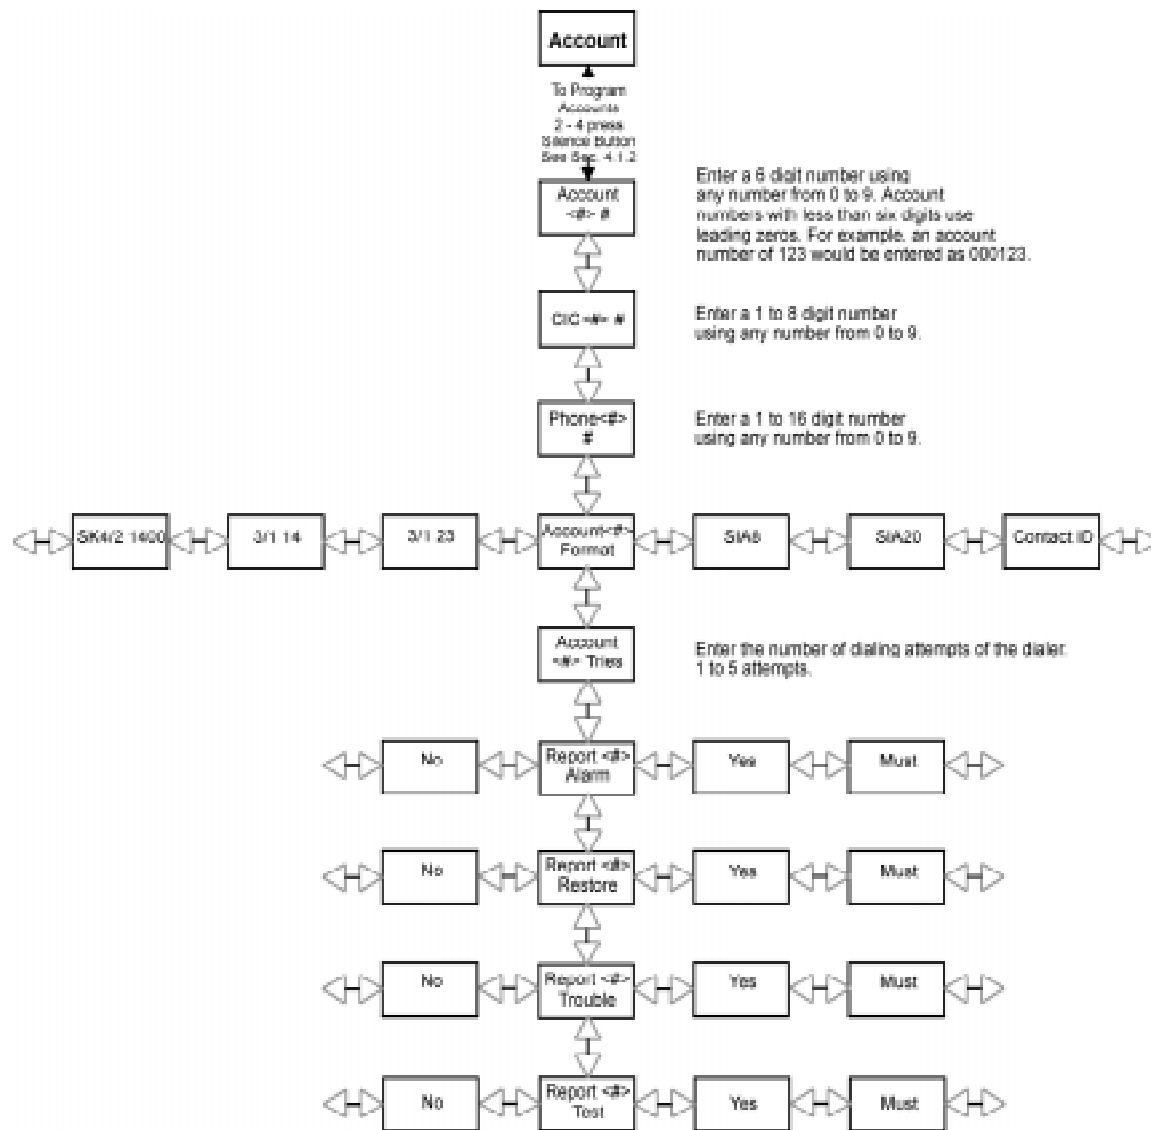 Account
To Program
Accounts
2 - 4 press
Silence Button
See Sec. 4.1.2
Account
<#> #
Enter a 6 digit number using
any number from 0 to 9. Account
numbers with less than six digits use
leading zeros. For example, an account
number of 123 would be entered as 000123.
CIC <#> #
Enter a 1 to 8 digit number
using any number from 0 to 9.
Phone<#>
#
Enter a 1 to 16 digit number
using any number from 0 to 9.
SK4/2 1400
3/1 14
3/1 23
Account<#>
Format
SIA8
SIA20
Contact ID
Account
<#> Tries
Enter the number of dialing attempts of the dialer.
1 to 5 attempts.
No
Report <#>
Alarm
Yes
Must
No
Report <#>
Restore
Yes
Must
No
Report <#>
Trouble
Yes
Must
No
Report <#>
Test
Yes
Must